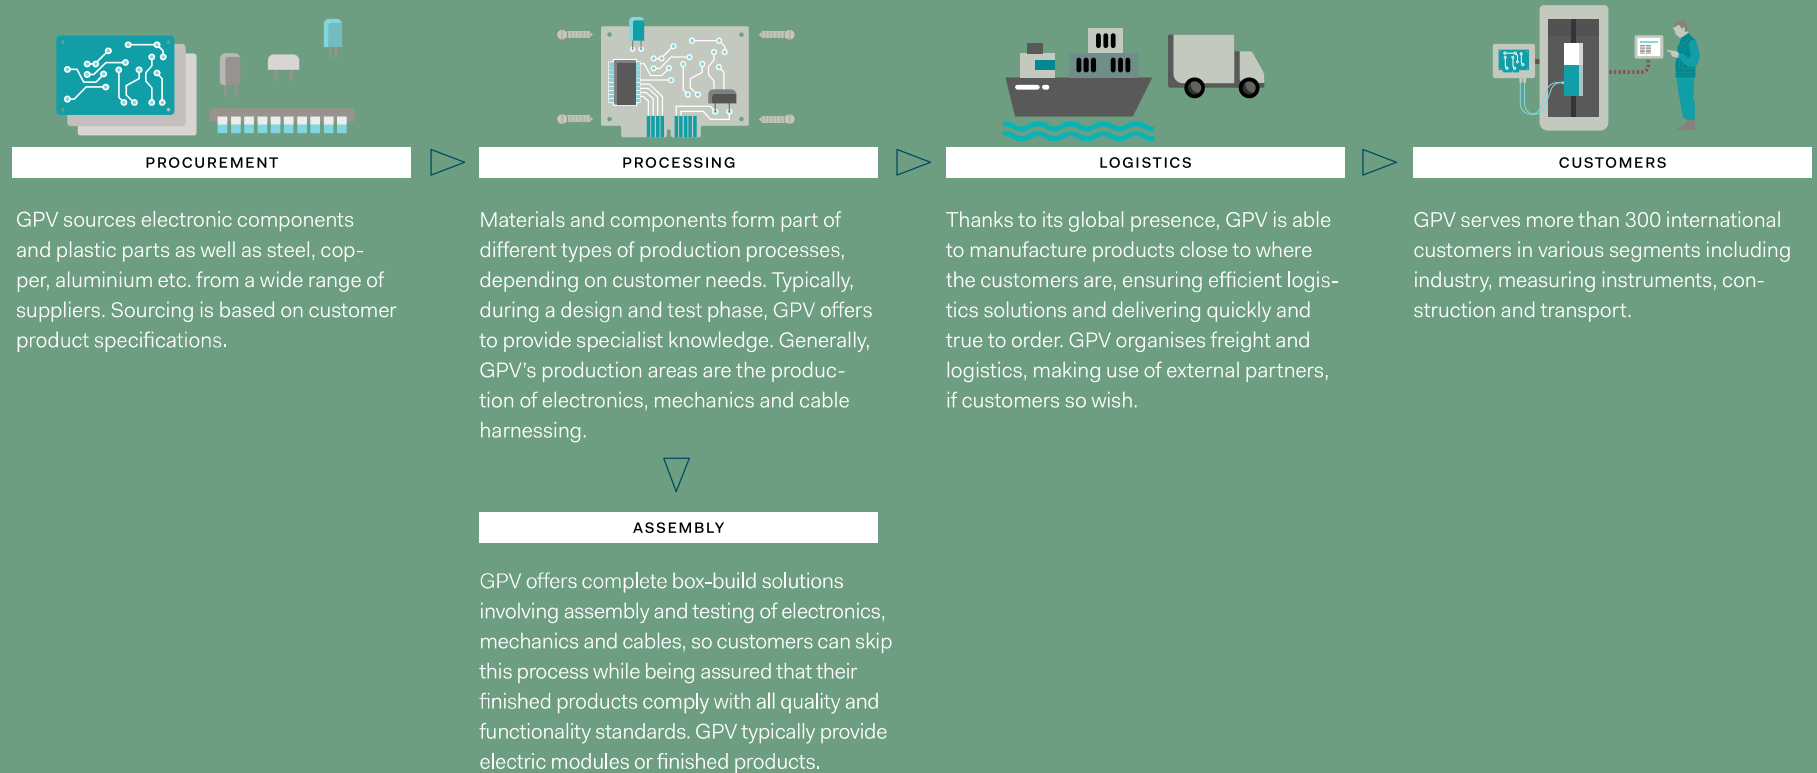 PROCUREMENT
GPV sources electronic components
and plastic parts as well as steel, cop-
per, aluminium etc. from a wide range of
suppliers. Sourcing is based on customer
product specifications.
PROCESSING
Materials and components form part of
different types of production processes,
depending on customer needs. Typically,
during a design and test phase, GPV offers
to provide specialist knowledge. Generally,
GPV's production areas are the produc-
tion of electronics, mechanics and cable
harnessing.
ASSEMBLY
GPV offers complete box-build solutions
involving assembly and testing of electronics,
mechanics and cables, so customers can skip
this process while being assured that their
finished products comply with all quality and
functionality standards. GPV typically provide
electric modules or finished products.
LOGISTICS
Thanks to its global presence, GPV is able
to manufacture products close to where
the customers are, ensuring efficient logis-
tics solutions and delivering quickly and
true to order. GPV organises freight and
logistics, making use of external partners,
if customers so wish.
CUSTOMERS
GPV serves more than 300 international
customers in various segments including
industry, measuring instruments, con-
struction and transport.